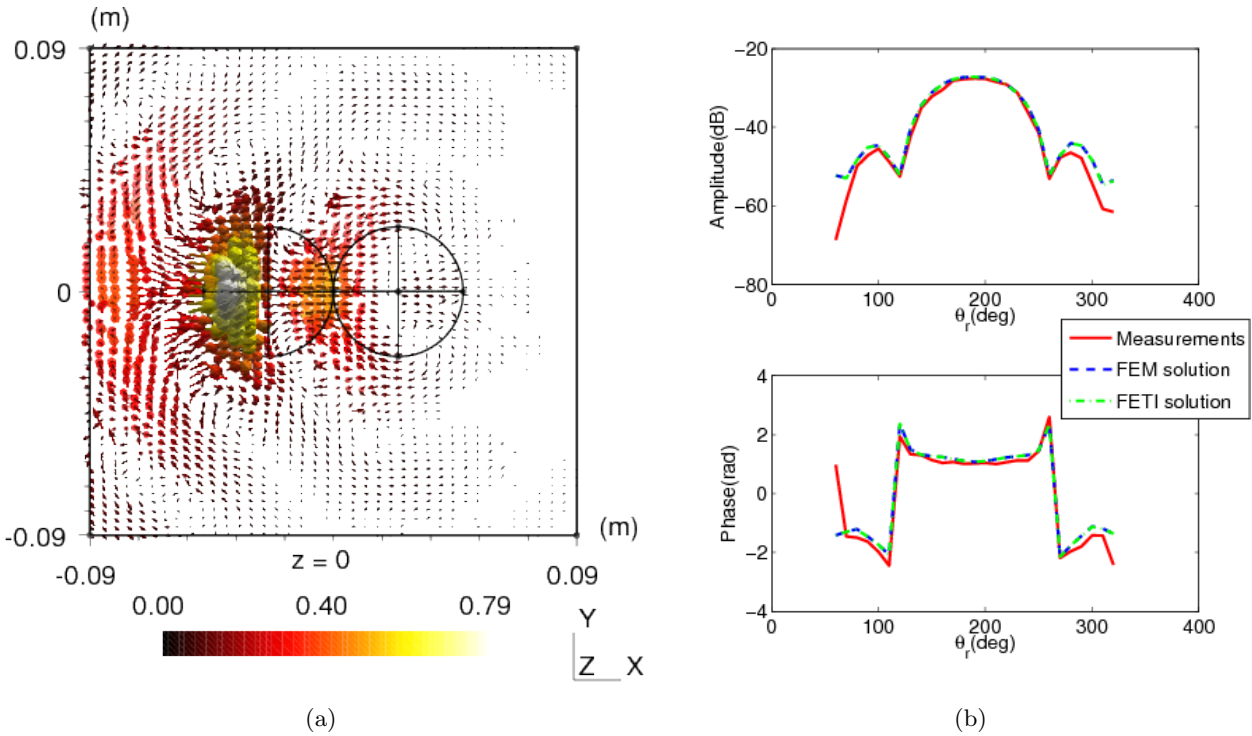 (m)
0.09
0
-0.09
-0.09
z = 0
0.09
(m)
0.00
0.40
0.79
Y
Z
X
(a)
−20
−40
−60
−80
0
100
200
300
400
Amplitude(dB)
θr(deg)
Measurements
FEM solution
FETI solution
4
2
0
−2
−4
0
100
200
300
400
Phase(rad)
θr(deg)
(b)